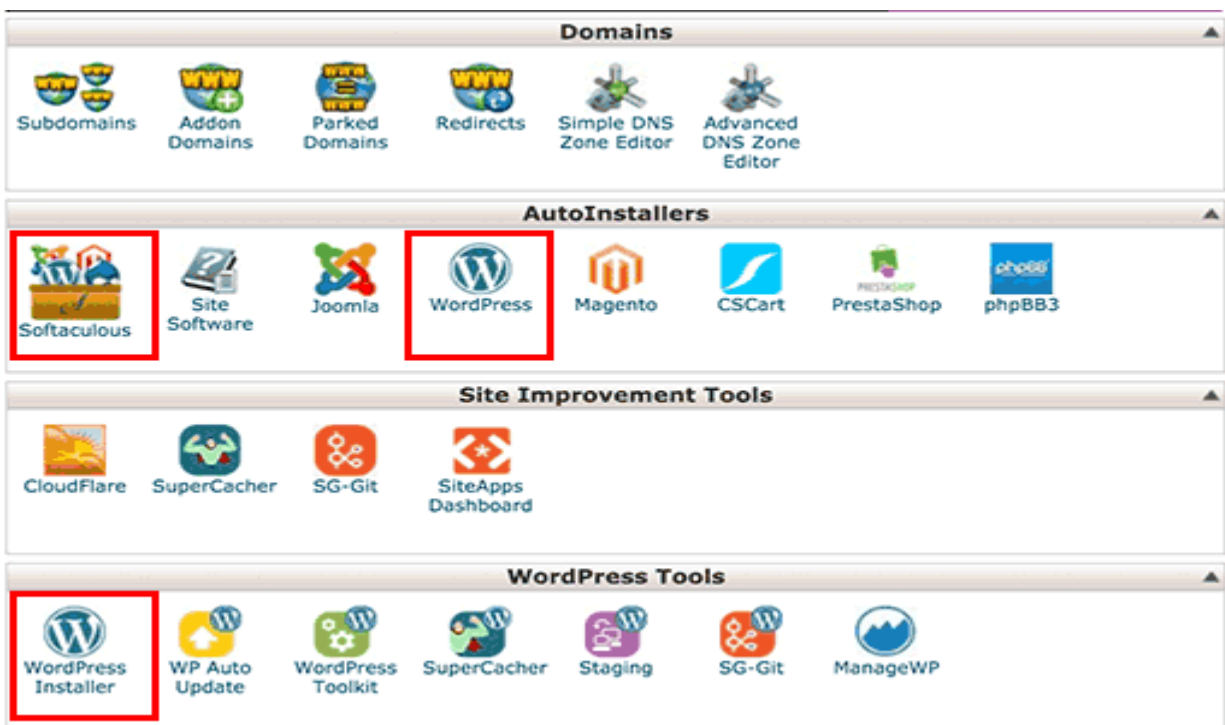 Domains
Subdomains
Addon
Domains
Parked
Domains
Redirects
Simple DNS
Zone Editor
Advanced
DNS Zone
Editor
AutoInstallers
Softaculous
Site
Software
Joomla
WordPress
Magento
CSCart
PRESTASHOP
PrestaShop
phpBB
phpBB3
Site Improvement Tools
CloudFlare
SuperCacher
SG-Git
SiteApps
Dashboard
WordPress Tools
WordPress
Installer
WP Auto
Update
WordPress
Toolkit
SuperCacher
Staging
SG-Git
ManageWP